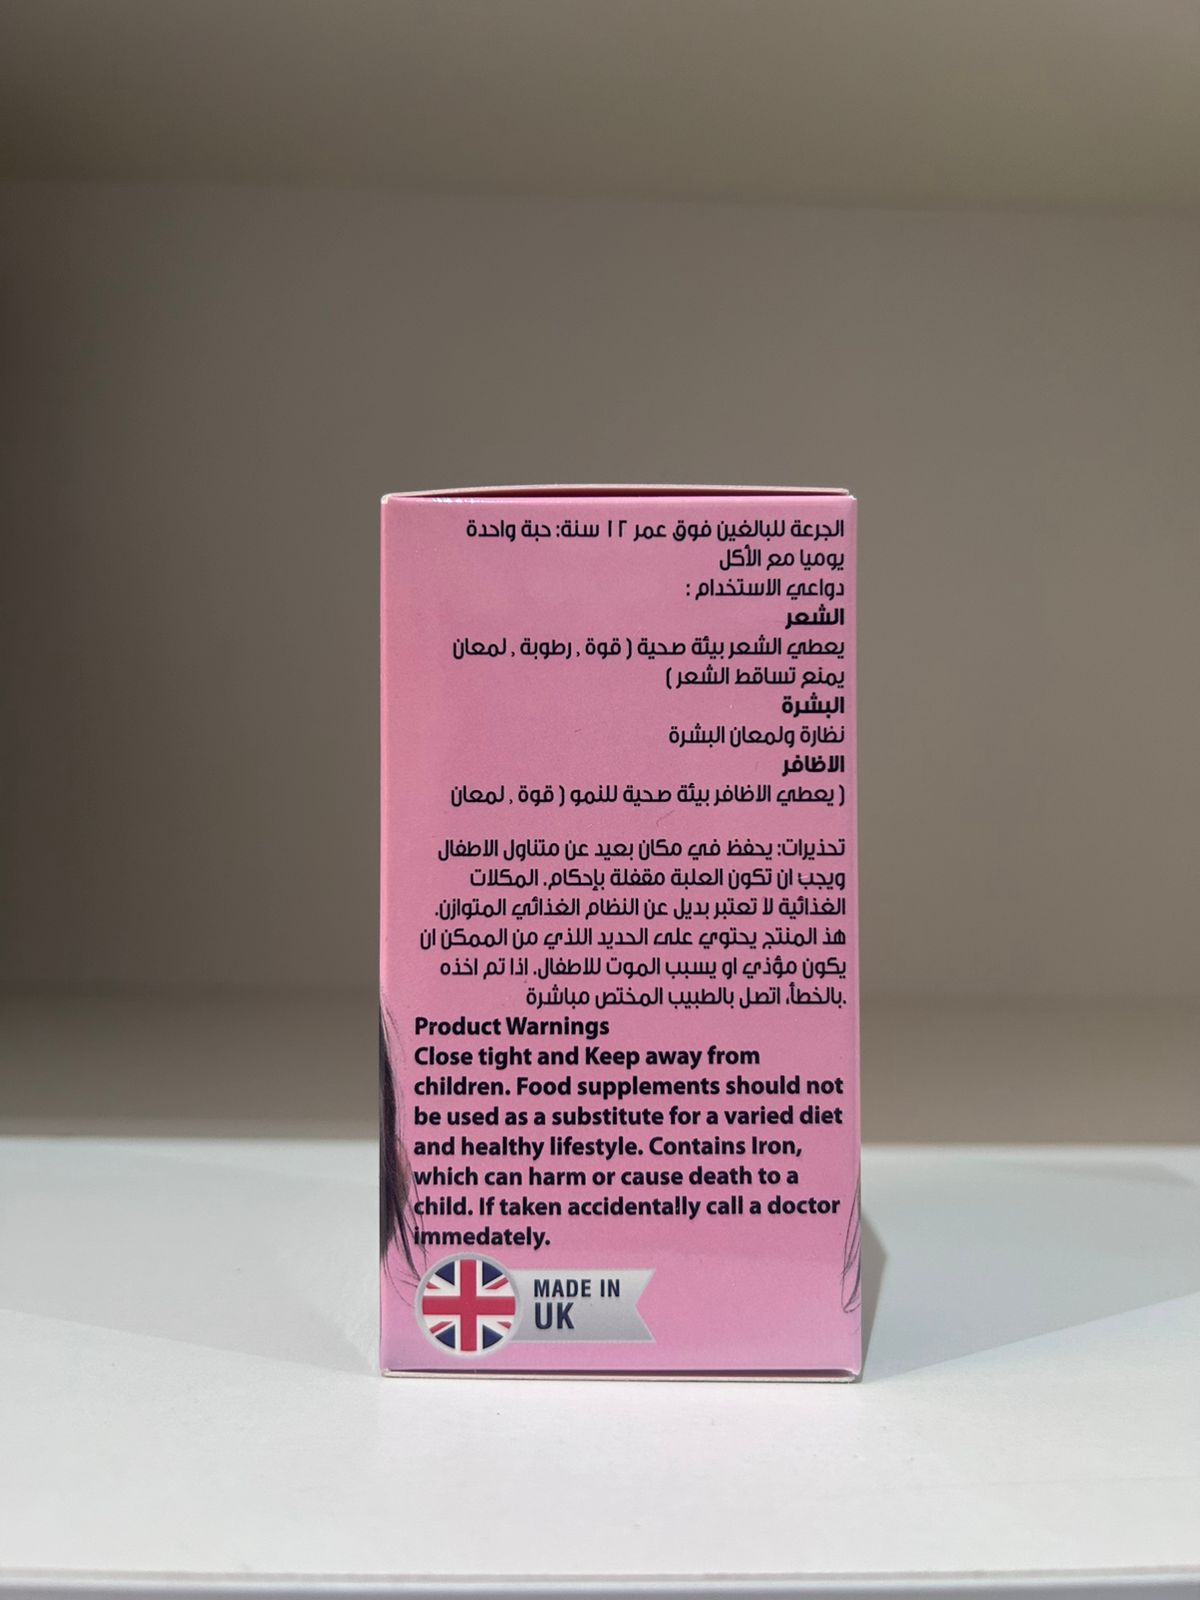 الجرعة للبالغين فوق عمر ١٢ سنة: حبة واحدة
يوميا مع الأكل
دواعي الاستخدام :
الشعر
يعطي الشعر بيئة صحية ( قوة , رطوبة , لمعان
يمنع تساقط الشعر )
البشرة
نظارة ولمعان البشرة
الاظافر
( يعطي الاظافر بيئة صحية للنمو ( قوة , لمعان
تحذيرات: يحفظ في مكان بعيد عن متناول الاطفال
ويجب ان تكون العلبة مقفلة بإحكام. المكلات
الغذائية لا تعتبر بديل عن النظام الغذائي المتوازن.
هذ المنتج يحتوي على الحديد اللذي من الممكن ان
يكون مؤذي او يسبب الموت للاطفال. اذا تم اخذه
.بالخطأ، اتصل بالطبيب المختص مباشرة
Product Warnings
Close tight and Keep away from
children. Food supplements should not
be used as a substitute for a varied diet
and healthy lifestyle. Contains Iron,
which can harm or cause death to a
child. If taken accidentally call a doctor
immedately.
MADE IN
UK